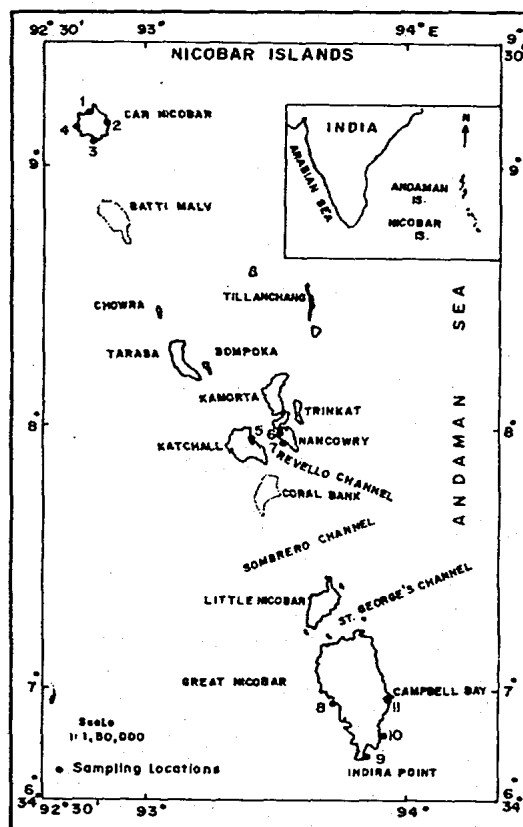 92° 30' 93° 94° E
30'
NICOBAR ISLANDS
1
2
3
4
CAR NICOBAR
9°
9°
INDIA
N
ARABIAN SEA
ANDAMAN
IS.
NICOBAR
IS.
BATTI MALV
TILLANCHANG
CHOWRA
TARASA
BOMPOKA
KAMORTA
TRINKAT
8°
8°
5
6
7
KATCHALL
NANCOWRY
REVELLO CHANNEL
CORAL BANK
ANDAMAN SEA
SOMBRERO CHANNEL
LITTLE NICOBAR
ST. GEORGE'S CHANNEL
GREAT NICOBAR
7°
7°
CAMPBELL BAY
8
11
10
9
Scale
1:1,80,000
Sampling Locations
INDIRA POINT
6°
34'
6°
34'
92° 30' 93° 94°